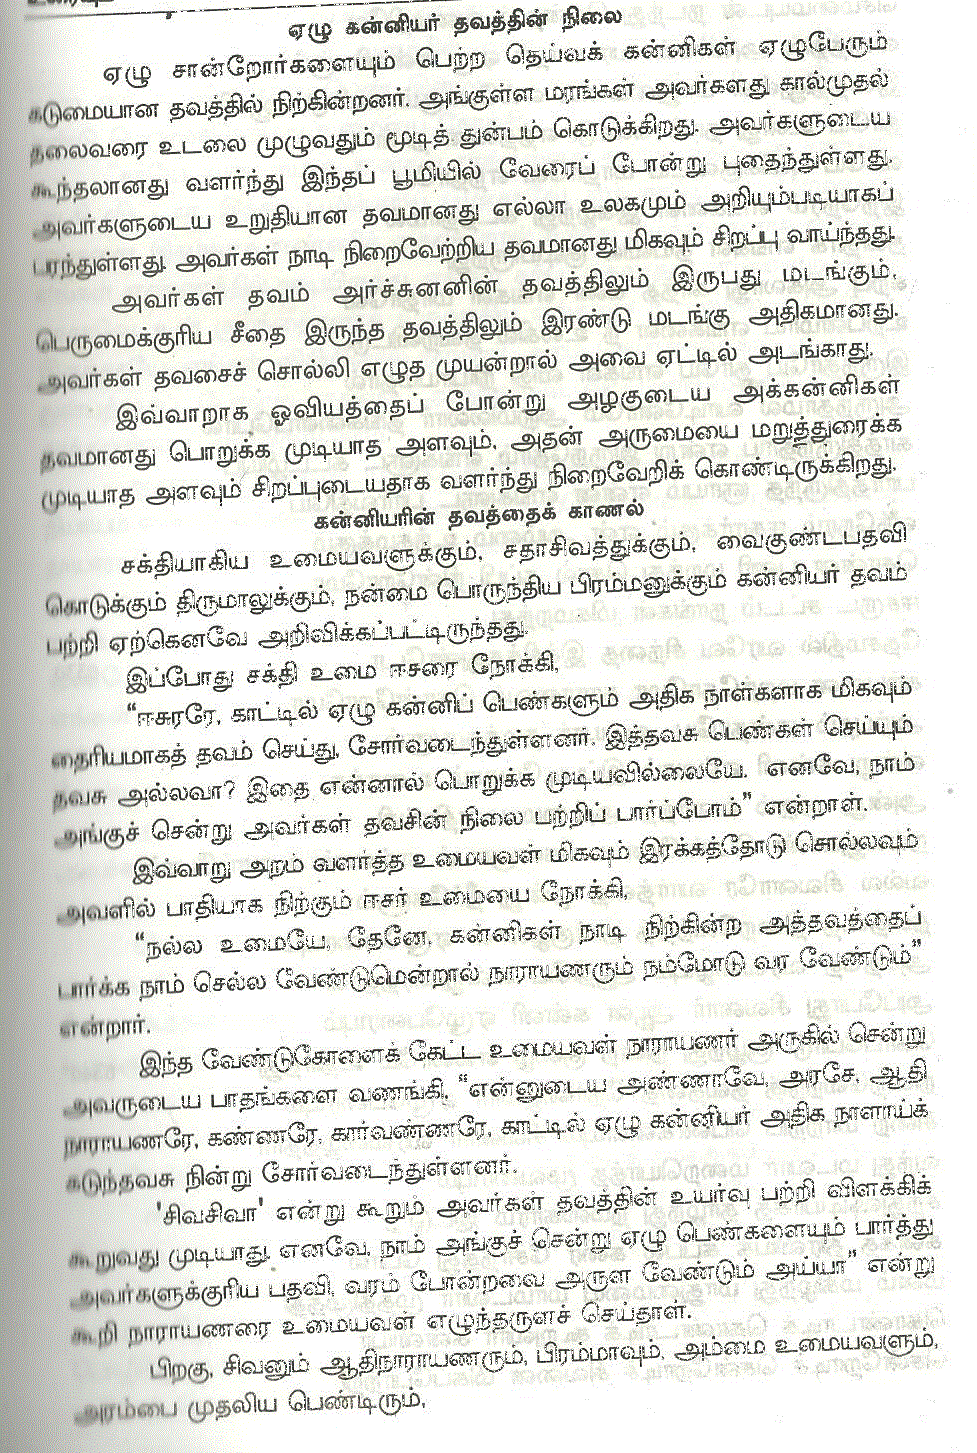 ஏழு கன்னியர் தவத்தின் நிலை
ஏழு சான்றோர்களையும் பெற்ற தெய்வக் கன்னிகள் ஏழுபேரும்
கடுமையான தவத்தில் நிற்கின்றனர். அங்குள்ள மரங்கள் அவர்களது கால்முதல்
தலைவரை உடலை முழுவதும் மூடித் துன்பம் கொடுக்கிறது. அவர்களுடைய
கூந்தலானது வளர்ந்து இந்தப் பூமியில் வேரைப் போன்று புதைந்துள்ளது.
அவர்களுடைய உறுதியான தவமானது எல்லா உலகமும் அறியும்படியாகப்
பரந்துள்ளது. அவர்கள் நாடி நிறைவேற்றிய தவமானது மிகவும் சிறப்பு வாய்ந்தது.
அவர்கள் தவம் அர்ச்சுனனின் தவத்திலும் இருபது மடங்கும்,
பெருமைக்குரிய சீதை இருந்த தவத்திலும் இரண்டு மடங்கு அதிகமானது.
அவர்கள் தவசைச் சொல்லி எழுத முயன்றால் அவை ஏட்டில் அடங்காது.
இவ்வாறாக ஓவியத்தைப் போன்று அழகுடைய அக்கன்னிகள்
தவமானது பொறுக்க முடியாத அளவும், அதன் அருமையை மறுத்துரைக்க
முடியாத அளவும் சிறப்புடையதாக வளர்ந்து நிறைவேறிக் கொண்டிருக்கிறது.
கன்னியரின் தவத்தைக் காணல்
சக்தியாகிய உமையவளுக்கும், சதாசிவத்துக்கும், வைகுண்டபதவி
கொடுக்கும் திருமாலுக்கும், நன்மை பொருந்திய பிரம்மனுக்கும் கன்னியர் தவம்
பற்றி ஏற்கெனவே அறிவிக்கப்பட்டிருந்தது.
இப்போது சக்தி உமை ஈசரை நோக்கி,
“ஈசுரரே, காட்டில் ஏழு கன்னிப் பெண்களும் அதிக நாள்களாக மிகவும்
தைரியமாகத் தவம் செய்து, சோர்வடைந்துள்ளனர். இத்தவசு பெண்கள் செய்யும்
தவசு அல்லவா? இதை என்னால் பொறுக்க முடியவில்லையே. எனவே, நாம்
அங்குச் சென்று அவர்கள் தவசின் நிலை பற்றிப் பார்ப்போம்” என்றாள்.
இவ்வாறு அறம் வளர்த்த உமையவள் மிகவும் இரக்கத்தோடு சொல்லவும்
அவளில் பாதியாக நிற்கும் ஈசர் உமையை நோக்கி,
“நல்ல உமையே, தேனே, கன்னிகள் நாடி நிற்கின்ற அத்தவத்தைப்
பார்க்க நாம் செல்ல வேண்டுமென்றால் நாராயணரும் நம்மோடு வர வேண்டும்”
என்றார்.
இந்த வேண்டுகோளைக் கேட்ட உமையவள் நாராயணர் அருகில் சென்று
அவருடைய பாதங்களை வணங்கி, “என்னுடைய அண்ணாவே, அரசே, ஆதி
நாராயணரே, கண்ணரே, கார்வண்ணரே, காட்டில் ஏழு கன்னியர் அதிக நாளாய்க்
கடுந்தவசு நின்று சோர்வடைந்துள்ளனர்.
'சிவசிவா' என்று கூறும் அவர்கள் தவத்தின் உயர்வு பற்றி விளக்கிக்
கூறுவது முடியாது. எனவே, நாம் அங்குச் சென்று ஏழு பெண்களையும் பார்த்து
அவர்களுக்குரிய பதவி, வரம் போன்றவை அருள வேண்டும் அய்யா” என்று
கூறி நாராயணரை உமையவள் எழுந்தருளச் செய்தாள்.
பிறகு, சிவனும் ஆதிநாராயணரும், பிரம்மாவும், அம்மை உமையவளும்,
அரம்பை முதலிய பெண்டிரும்,